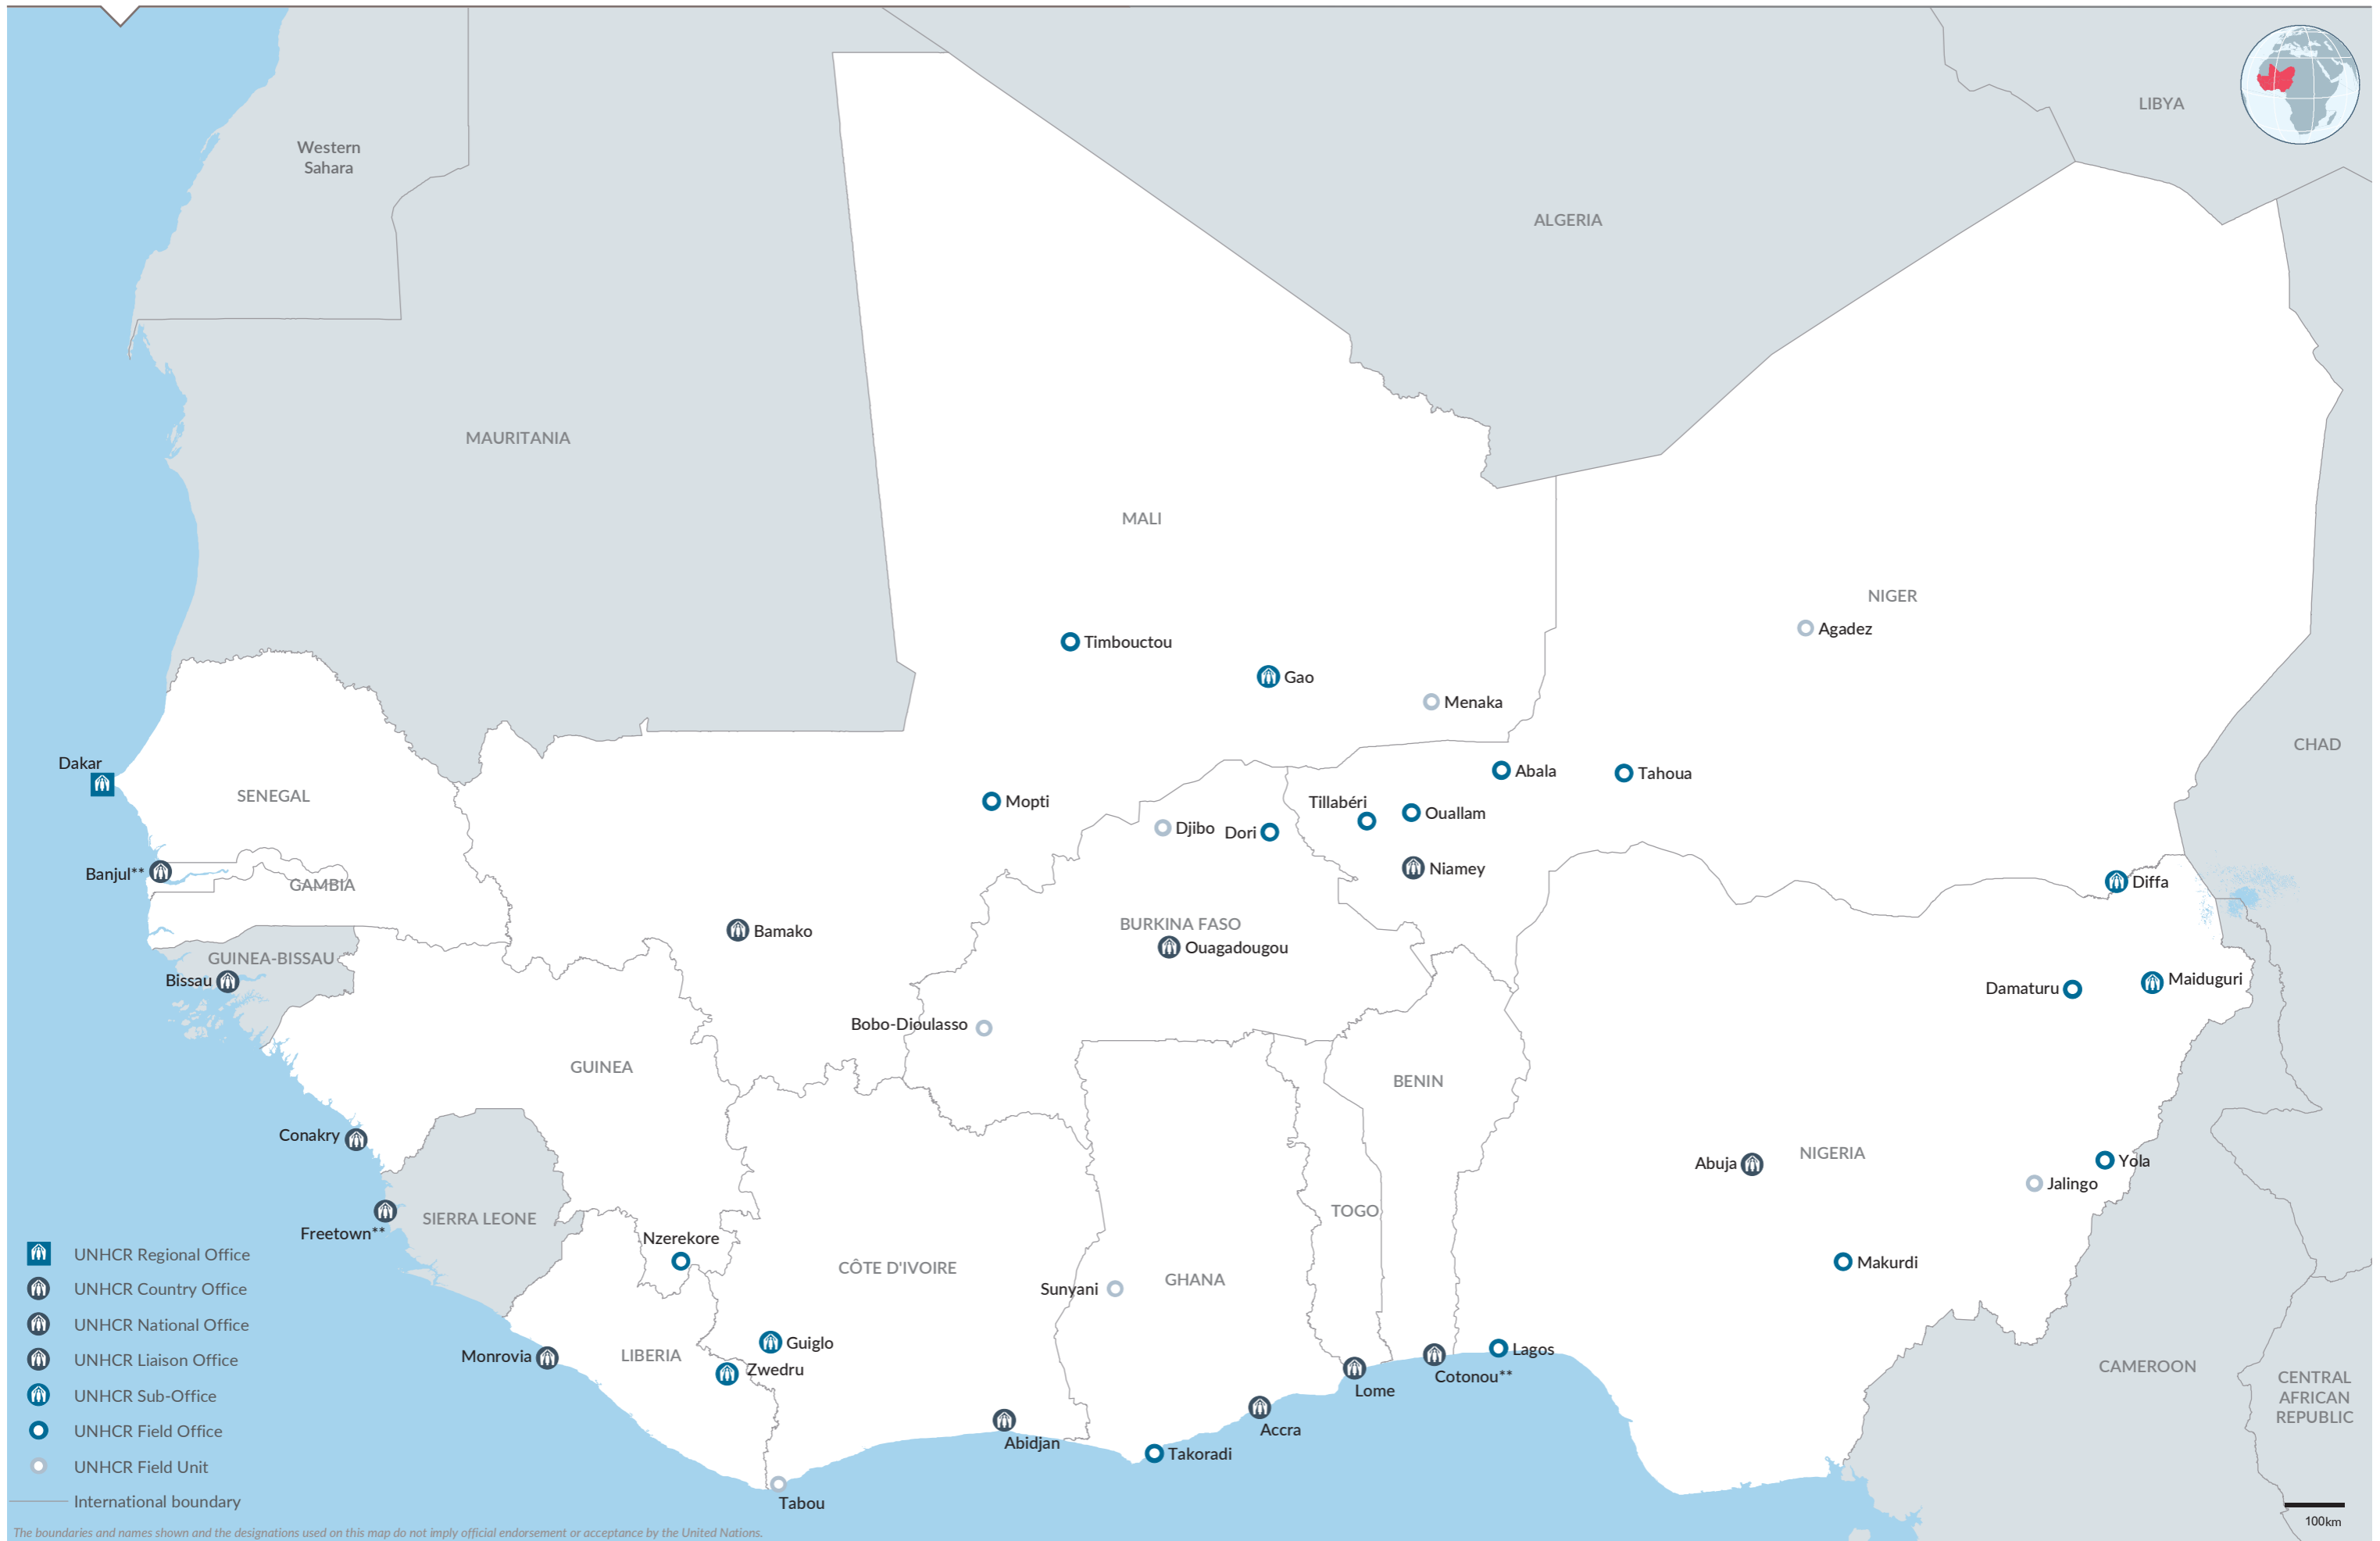 LIBYA
Western
Sahara
ALGERIA
MAURITANIA
MALI
NIGER
Agadez
Timbouctou
Gao
Menaka
CHAD
Dakar
SENEGAL
Abala
Tahoua
Mopti
Tillabéri
Ouallam
Djibo
Dori
Banjul**
GAMBIA
Niamey
Diffa
BURKINA FASO
Bamako
Ouagadougou
GUINEA-BISSAU
Bissau
Damaturu
Maiduguri
Bobo-Dioulasso
GUINEA
BENIN
Conakry
Abuja
NIGERIA
Yola
Jalingo
TOGO
Freetown**
SIERRA LEONE
Nzerekore
CÔTE D'IVOIRE
GHANA
Sunyani
Makurdi
Guiglo
Monrovia
LIBERIA
Zwedru
Lagos
Cotonou**
Lome
CAMEROON
CENTRAL
AFRICAN
REPUBLIC
Accra
Abidjan
Takoradi
Tabou
UNHCR Regional Office
UNHCR Country Office
UNHCR National Office
UNHCR Liaison Office
UNHCR Sub-Office
UNHCR Field Office
UNHCR Field Unit
International boundary
100km
The boundaries and names shown and the designations used on this map do not imply official endorsement or acceptance by the United Nations.